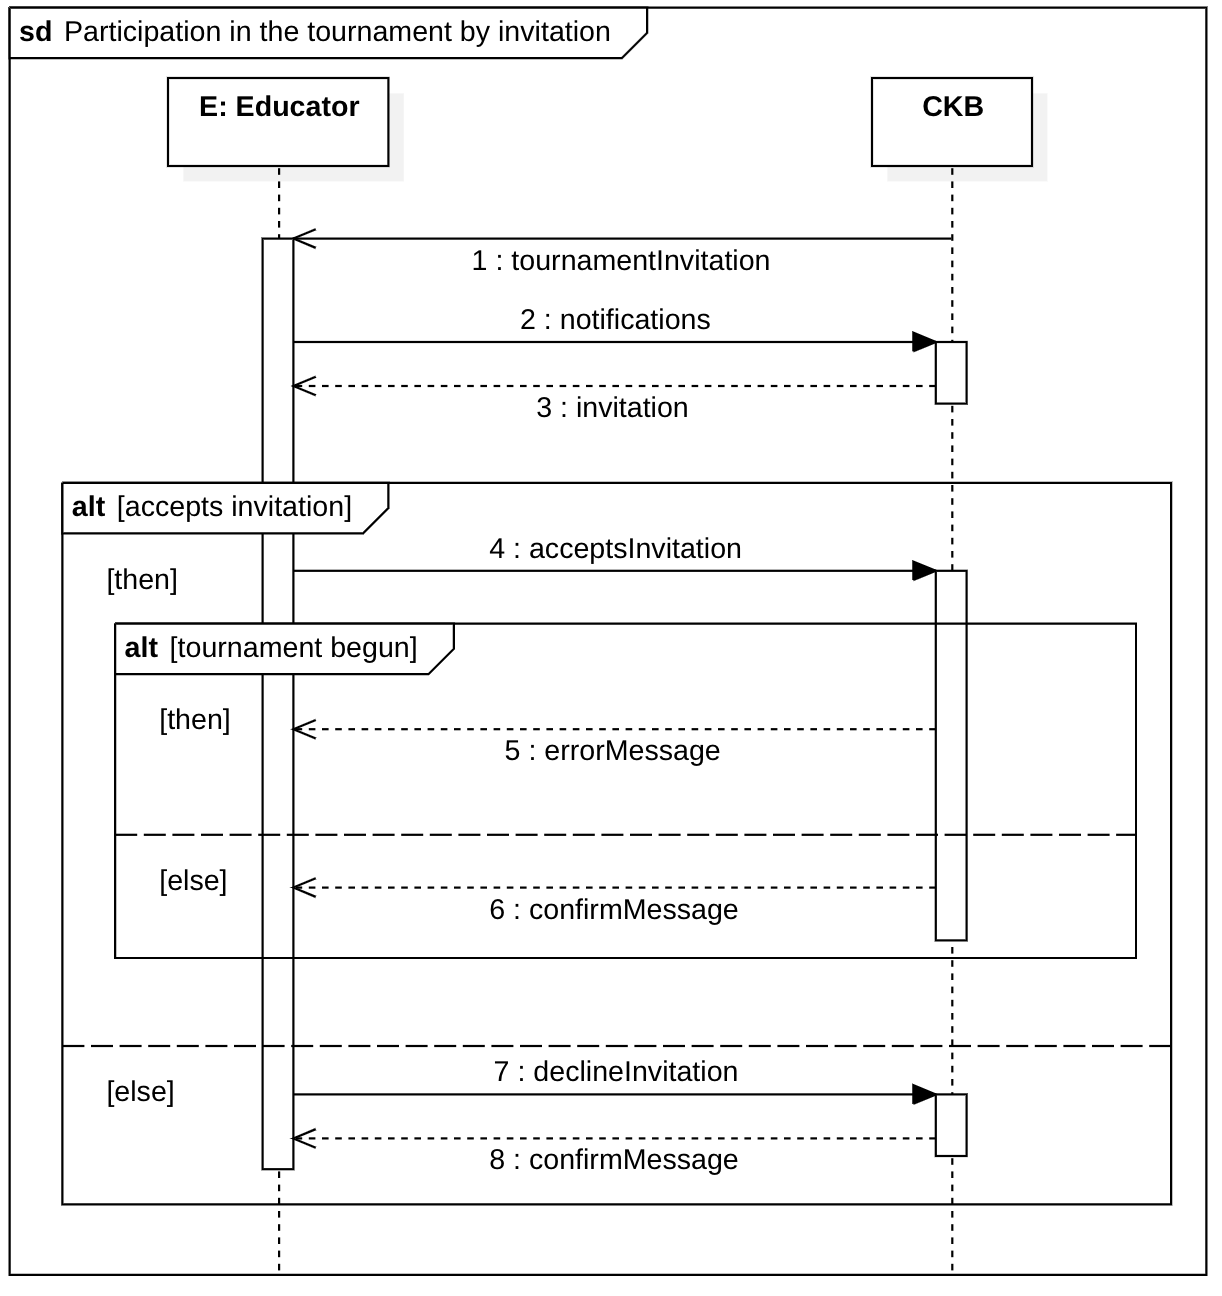 sd Participation in the tournament by invitation
E: Educator
CKB
1 : tournamentInvitation
2 : notifications
3 : invitation
alt [accepts invitation]
4 : acceptsInvitation
[then]
alt [tournament begun]
[then]
5 : errorMessage
[else]
6 : confirmMessage
7 : declineInvitation
[else]
8 : confirmMessage